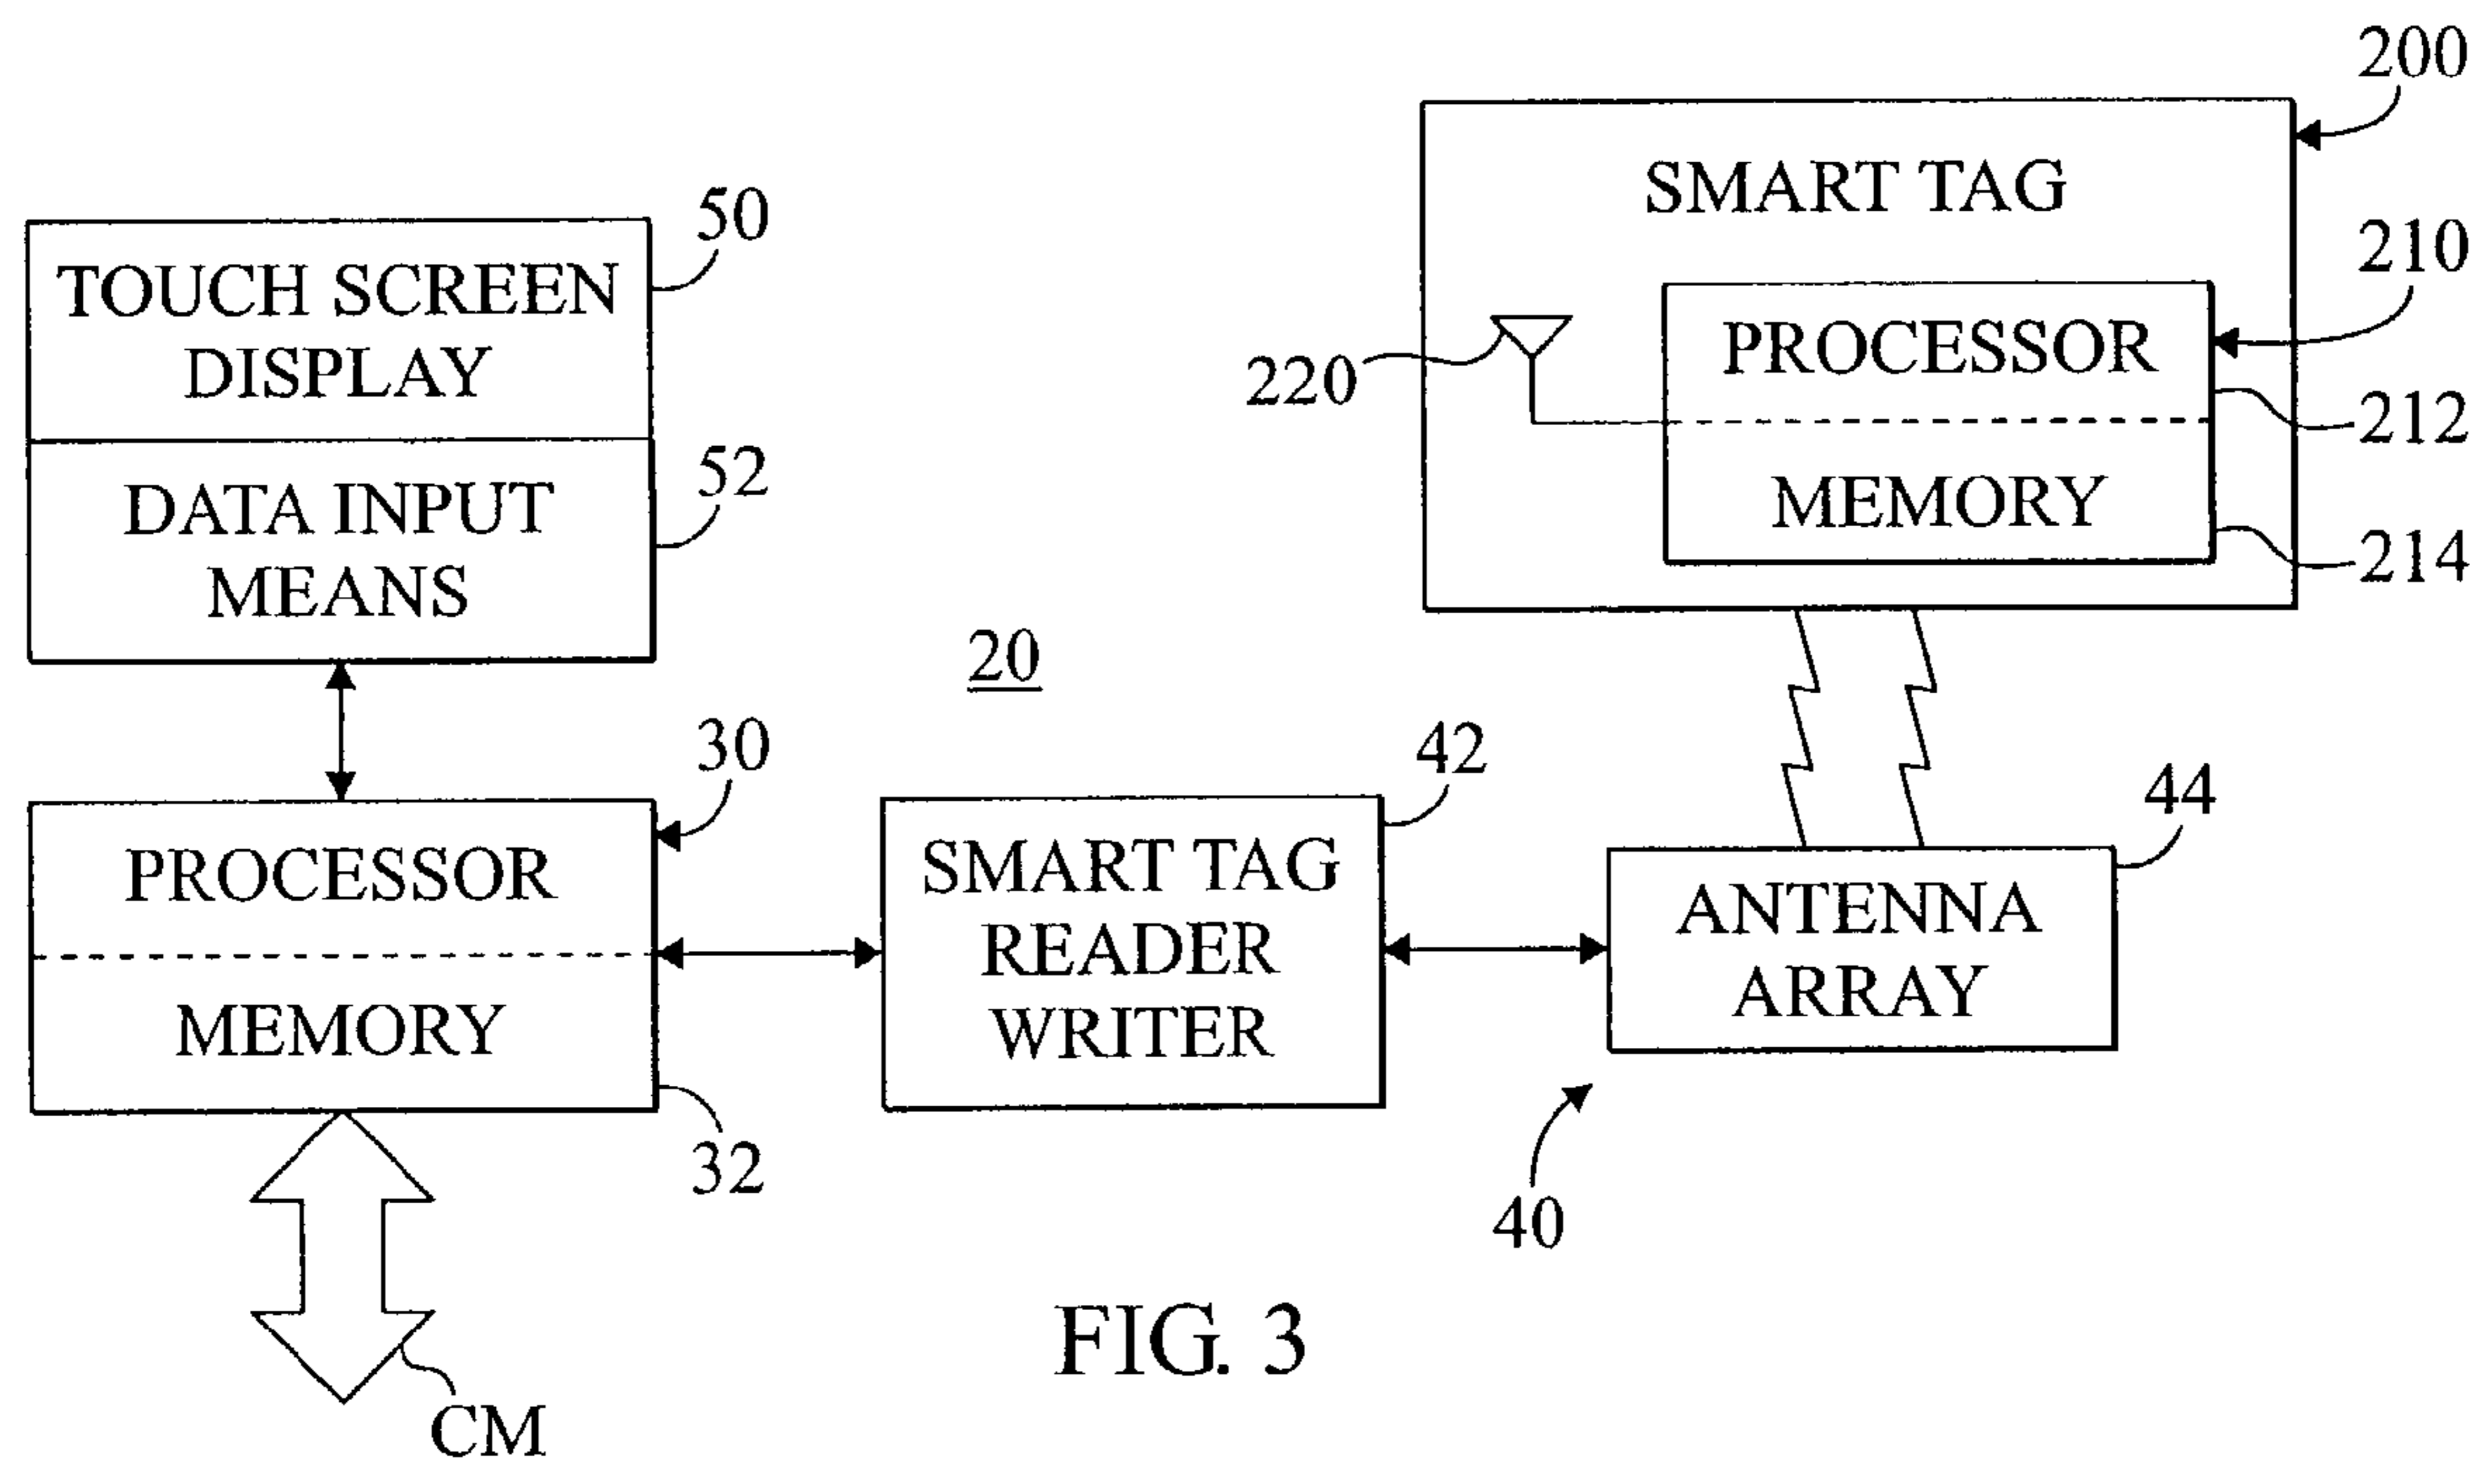 200
SMART TAG
50
210
TOUCH SCREEN
DISPLAY
PROCESSOR
220
212
52
DATA INPUT
MEANS
MEMORY
214
20
30
42
44
PROCESSOR
SMART TAG
READER
WRITER
ANTENNA
ARRAY
MEMORY
32
40
FIG. 3
CM